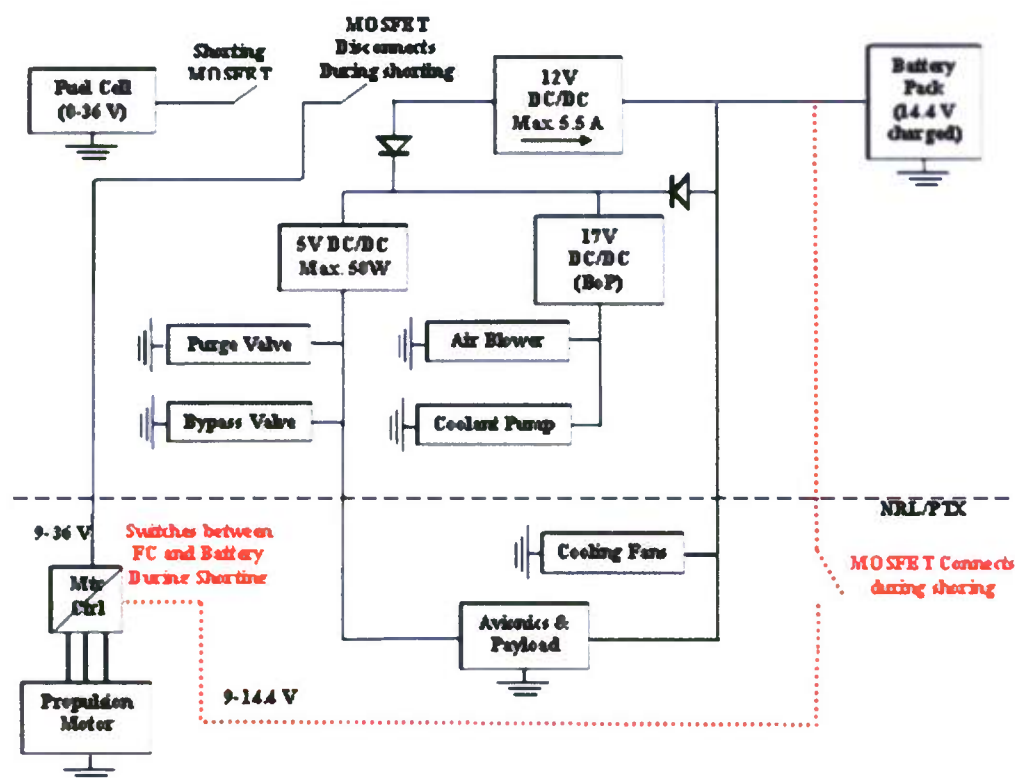 MOSFET
Disconnects
During shorting
Shorting
MOSFET
Fuel Cell
(0-36 V)
12V
DC/DC
Max 5.5 A
Battery
Pack
(14.4 V
charged)
5V DC/DC
Max. 50W
17V
DC/DC
(BoP)
Purge Valve
Air Blower
Bypass Valve
Coolant Pump
NRL/PTX
9-36 V
Switches between
FC and Battery
During Shorting
Cooling Fans
MOSFET Connects
during shoring
Mtr
Ctrl
Avionics &
Payload
9-14.4 V
Propulsion
Motor